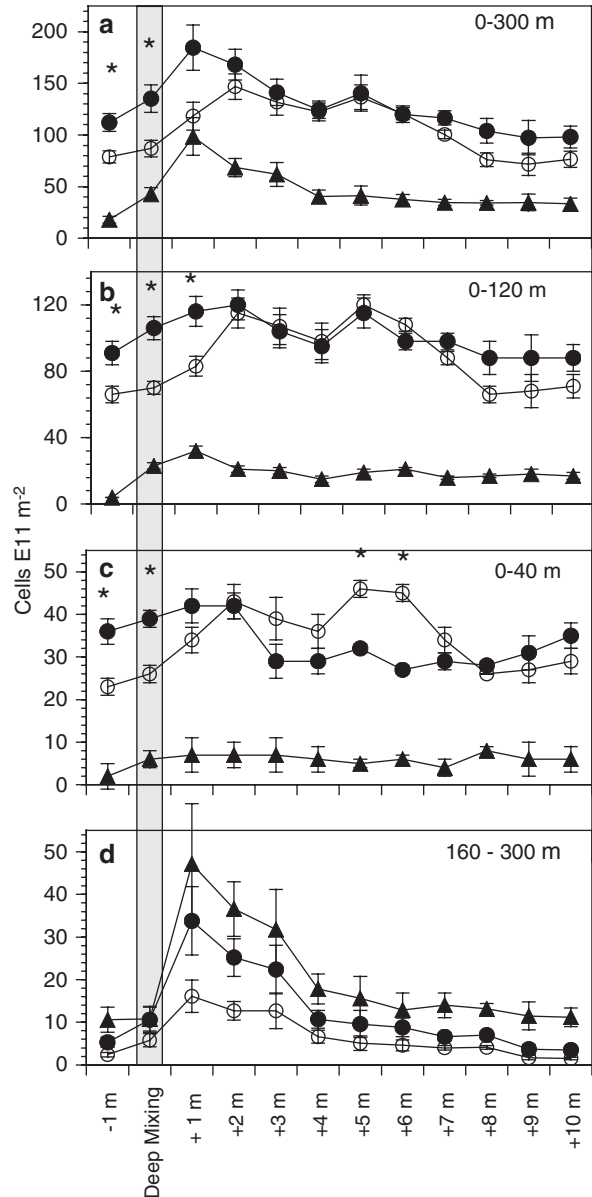 a
0-300 m
*
*
200
150
100
50
0
b
0-120 m
*
*
*
120
80
40
0
c
0-40 m
*
*
*
*
50
40
30
20
10
0
d
160 - 300 m
50
40
30
20
10
0
Cells E11 m-2
-1 m
Deep Mixing
+ 1 m
+2 m
+3 m
+4 m
+5 m
+6 m
+7 m
+8 m
+9 m
+10 m